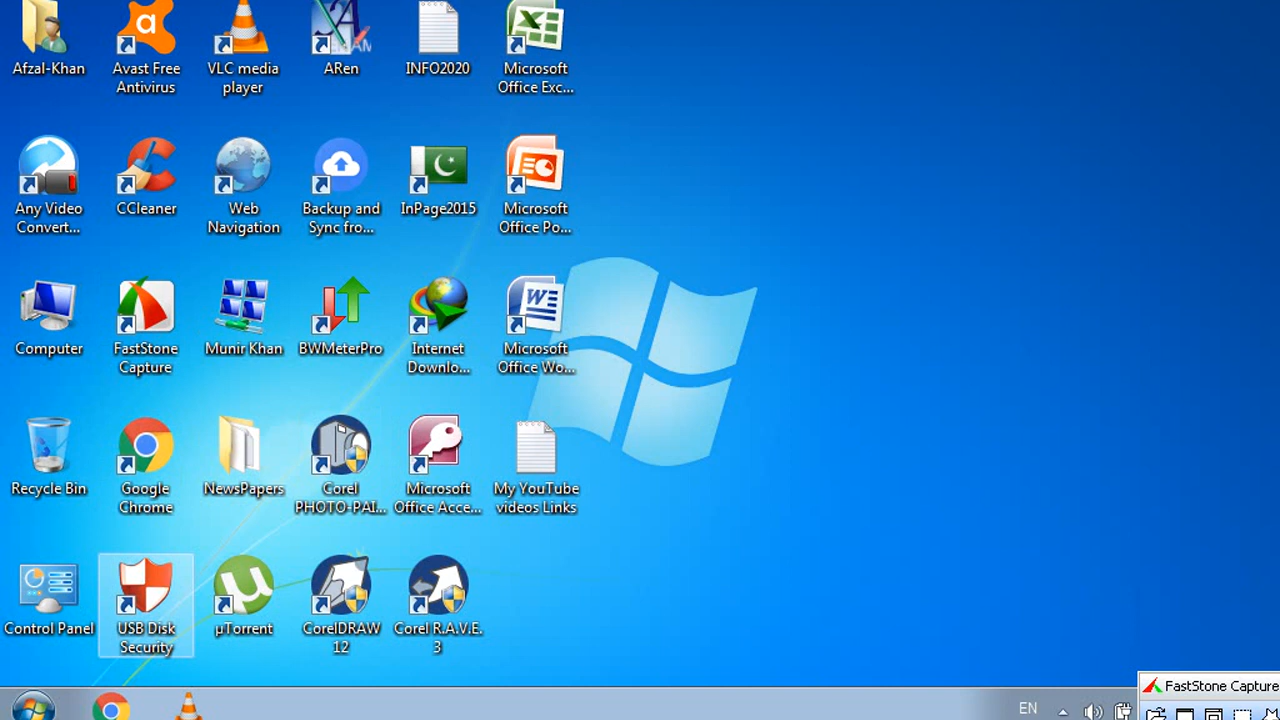 Afzal-Khan
Avast Free
Antivirus
VLC media
player
ARen
INFO2020
Microsoft
Office Exc...
Any Video
Convert...
CCleaner
Web
Navigation
Backup and
Sync fro...
InPage2015
Microsoft
Office Po...
Computer
FastStone
Capture
Munir Khan
BWMeterPro
Internet
Downlo...
Microsoft
Office Wo...
Recycle Bin
Google
Chrome
NewsPapers
Corel
PHOTO-PAI...
Microsoft
Office Acce...
My YouTube
videos Links
Control Panel
USB Disk
Security
µTorrent
CorelDRAW
12
Corel R.A.V.E.
3
FastStone Capture
EN